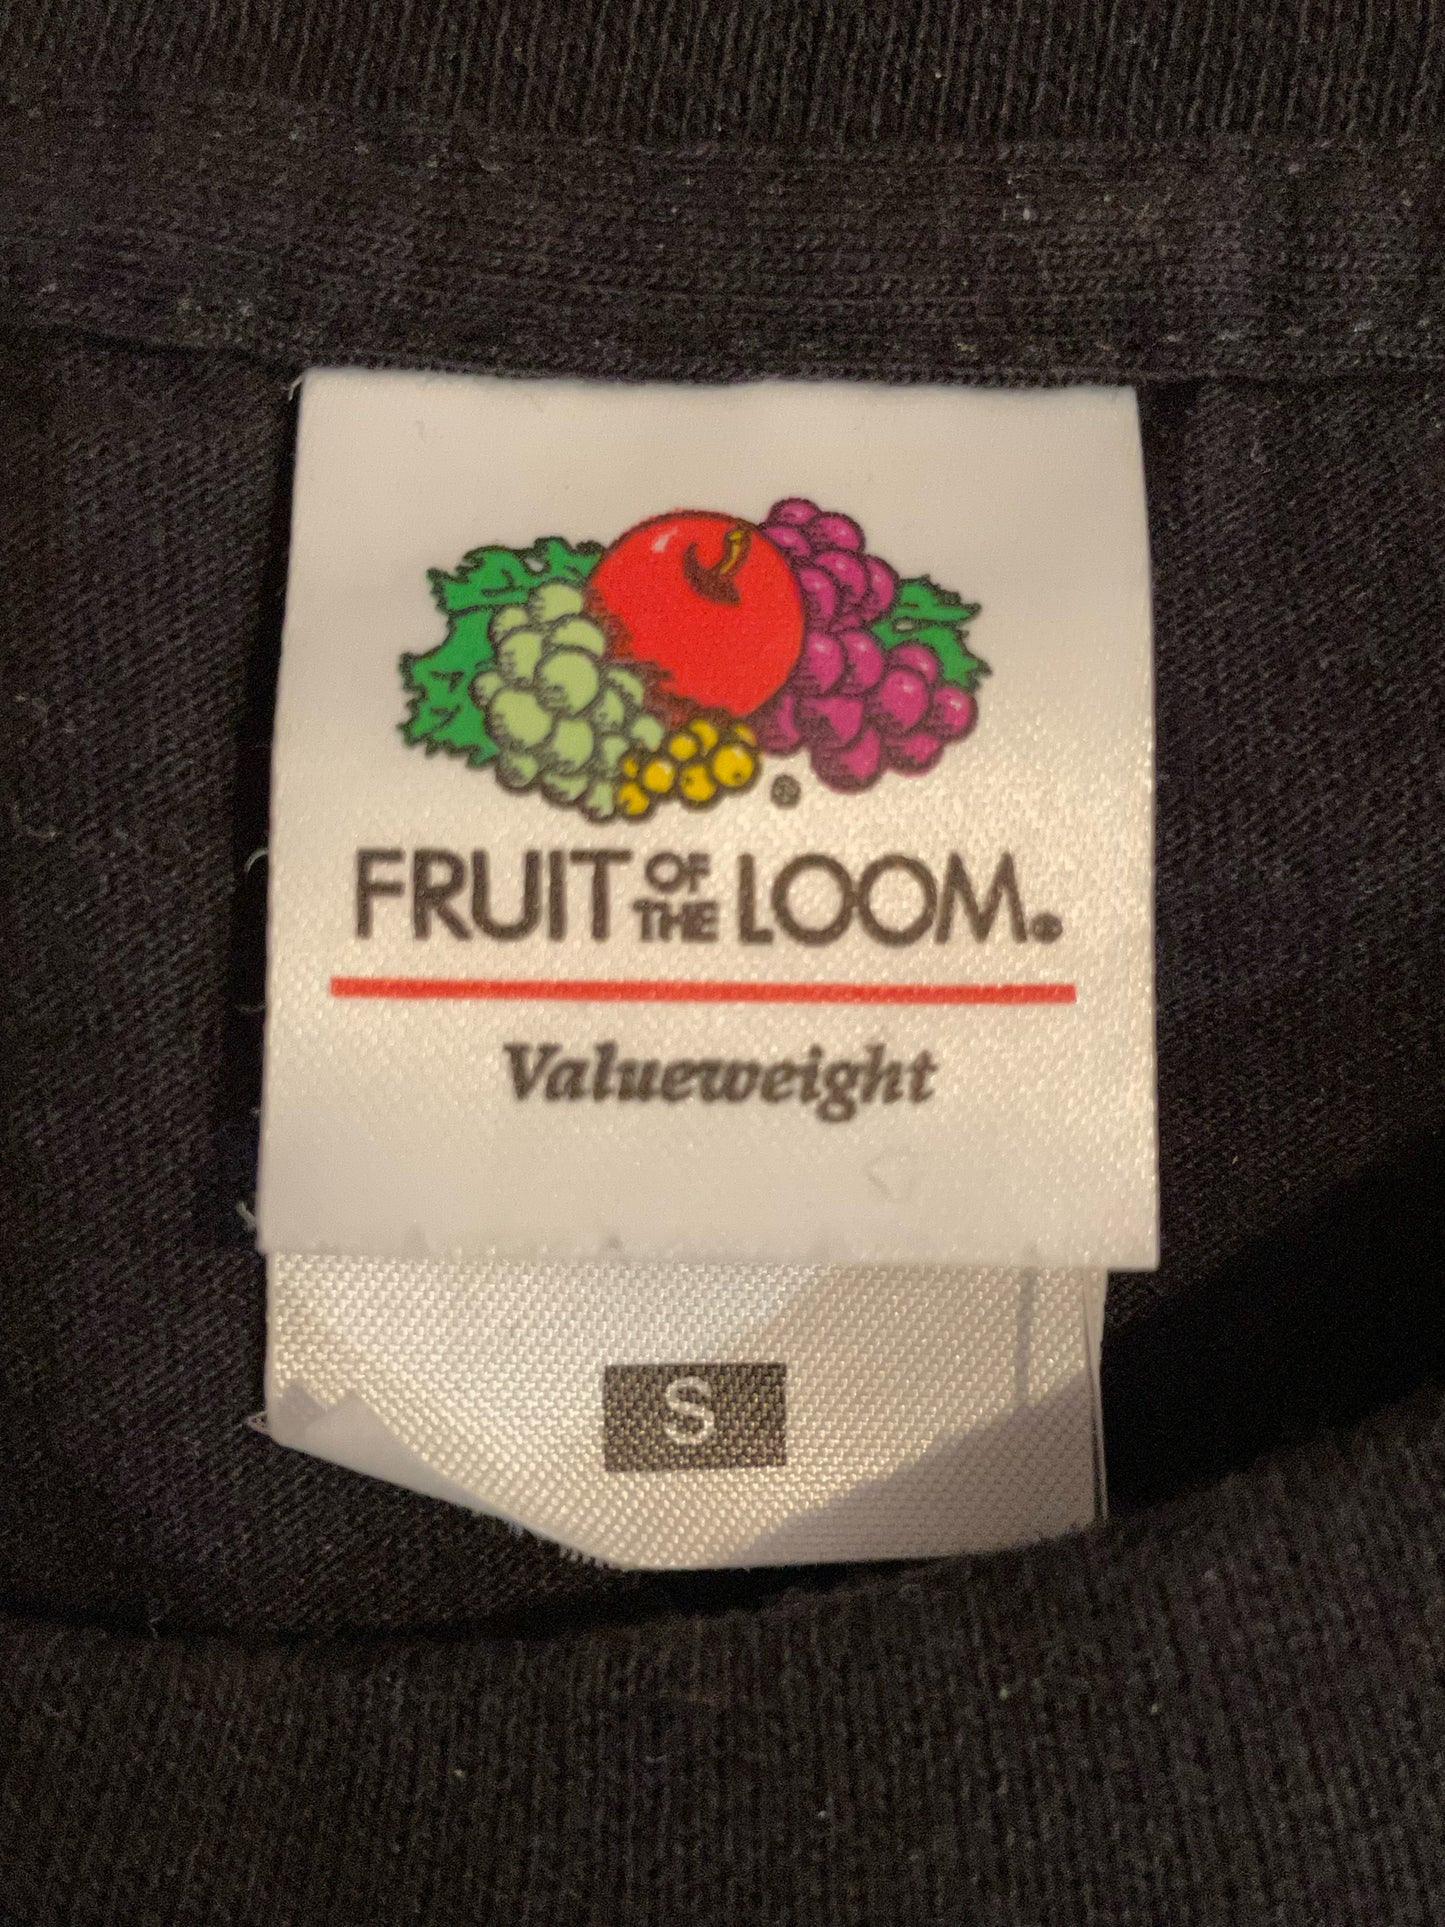 ®
FRUIT OF THE LOOM®
Valueweight
S